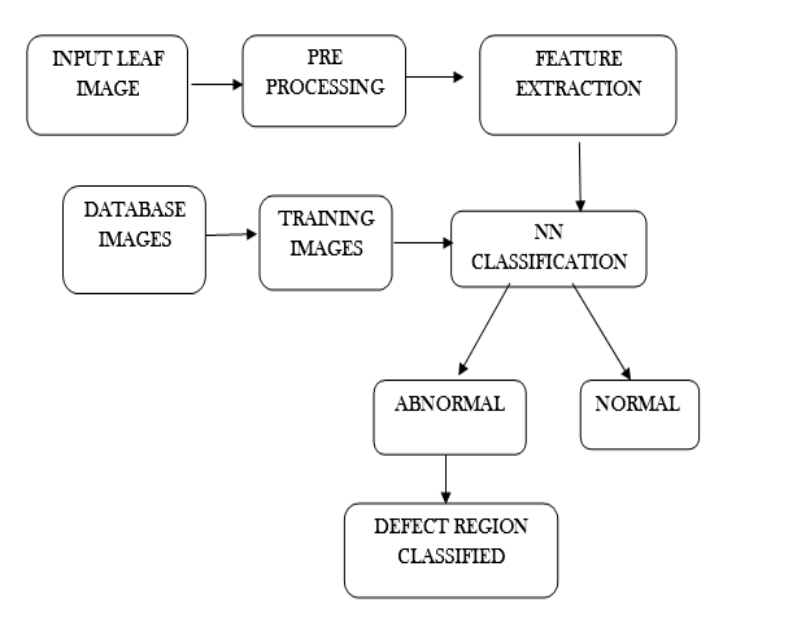 INPUT LEAF
IMAGE
PRE
PROCESSING
FEATURE
EXTRACTION
DATABASE
IMAGES
TRAINING
IMAGES
NN
CLASSIFICATION
ABNORMAL
NORMAL
DEFECT REGION
CLASSIFIED